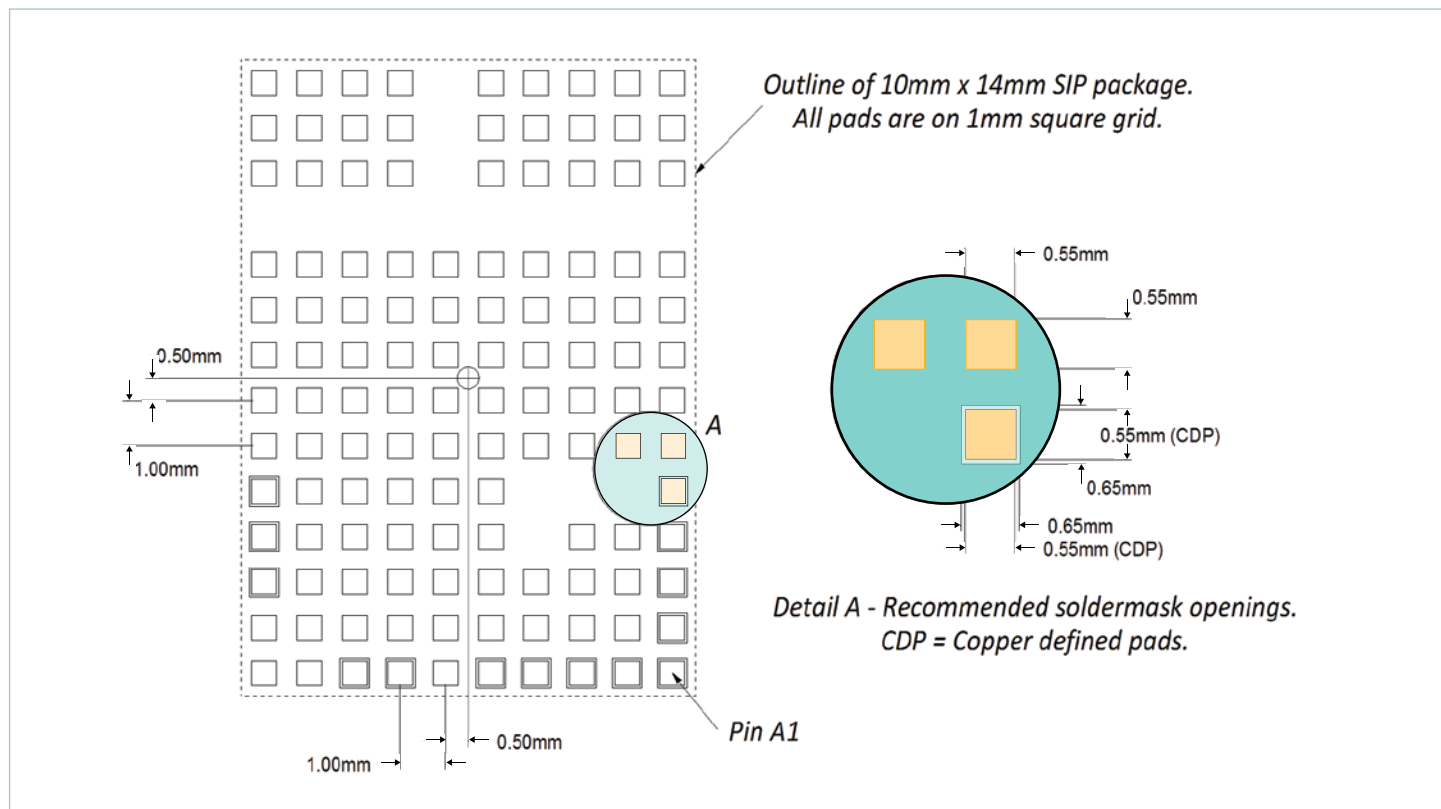 Outline of 10mm x 14mm SIP package.
All pads are on 1mm square grid.
0.55mm
0.55mm
0.50mm
A
0.55mm (CDP)
1.00mm
0.65mm
0.65mm
0.55mm (CDP)
Detail A - Recommended soldermask openings.
CDP = Copper defined pads.
Pin A1
0.50mm
1.00mm